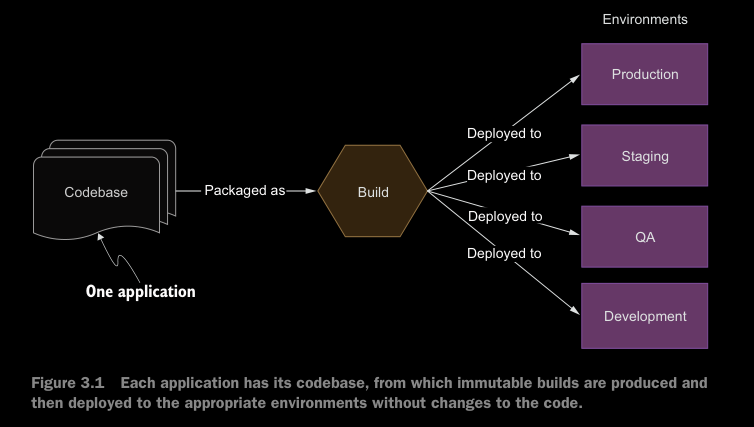 Environments
Production
Deployed to
Staging
Codebase
Packaged as
Build
Deployed to
Deployed to
QA
Deployed to
One application
Development
Figure 3.1 Each application has its codebase, from which immutable builds are produced and
then deployed to the appropriate environments without changes to the code.